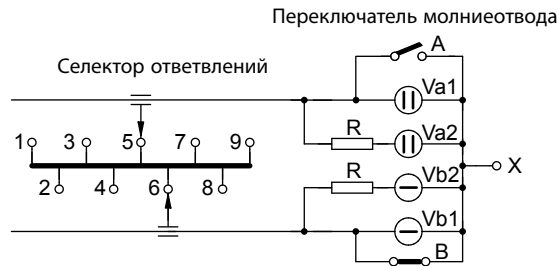 Переключатель молниеотвода
A
Селектор ответвлений
Va1
1 3 5 7 9
R Va2
X
2 4 6 8
R Vb2
Vb1
B